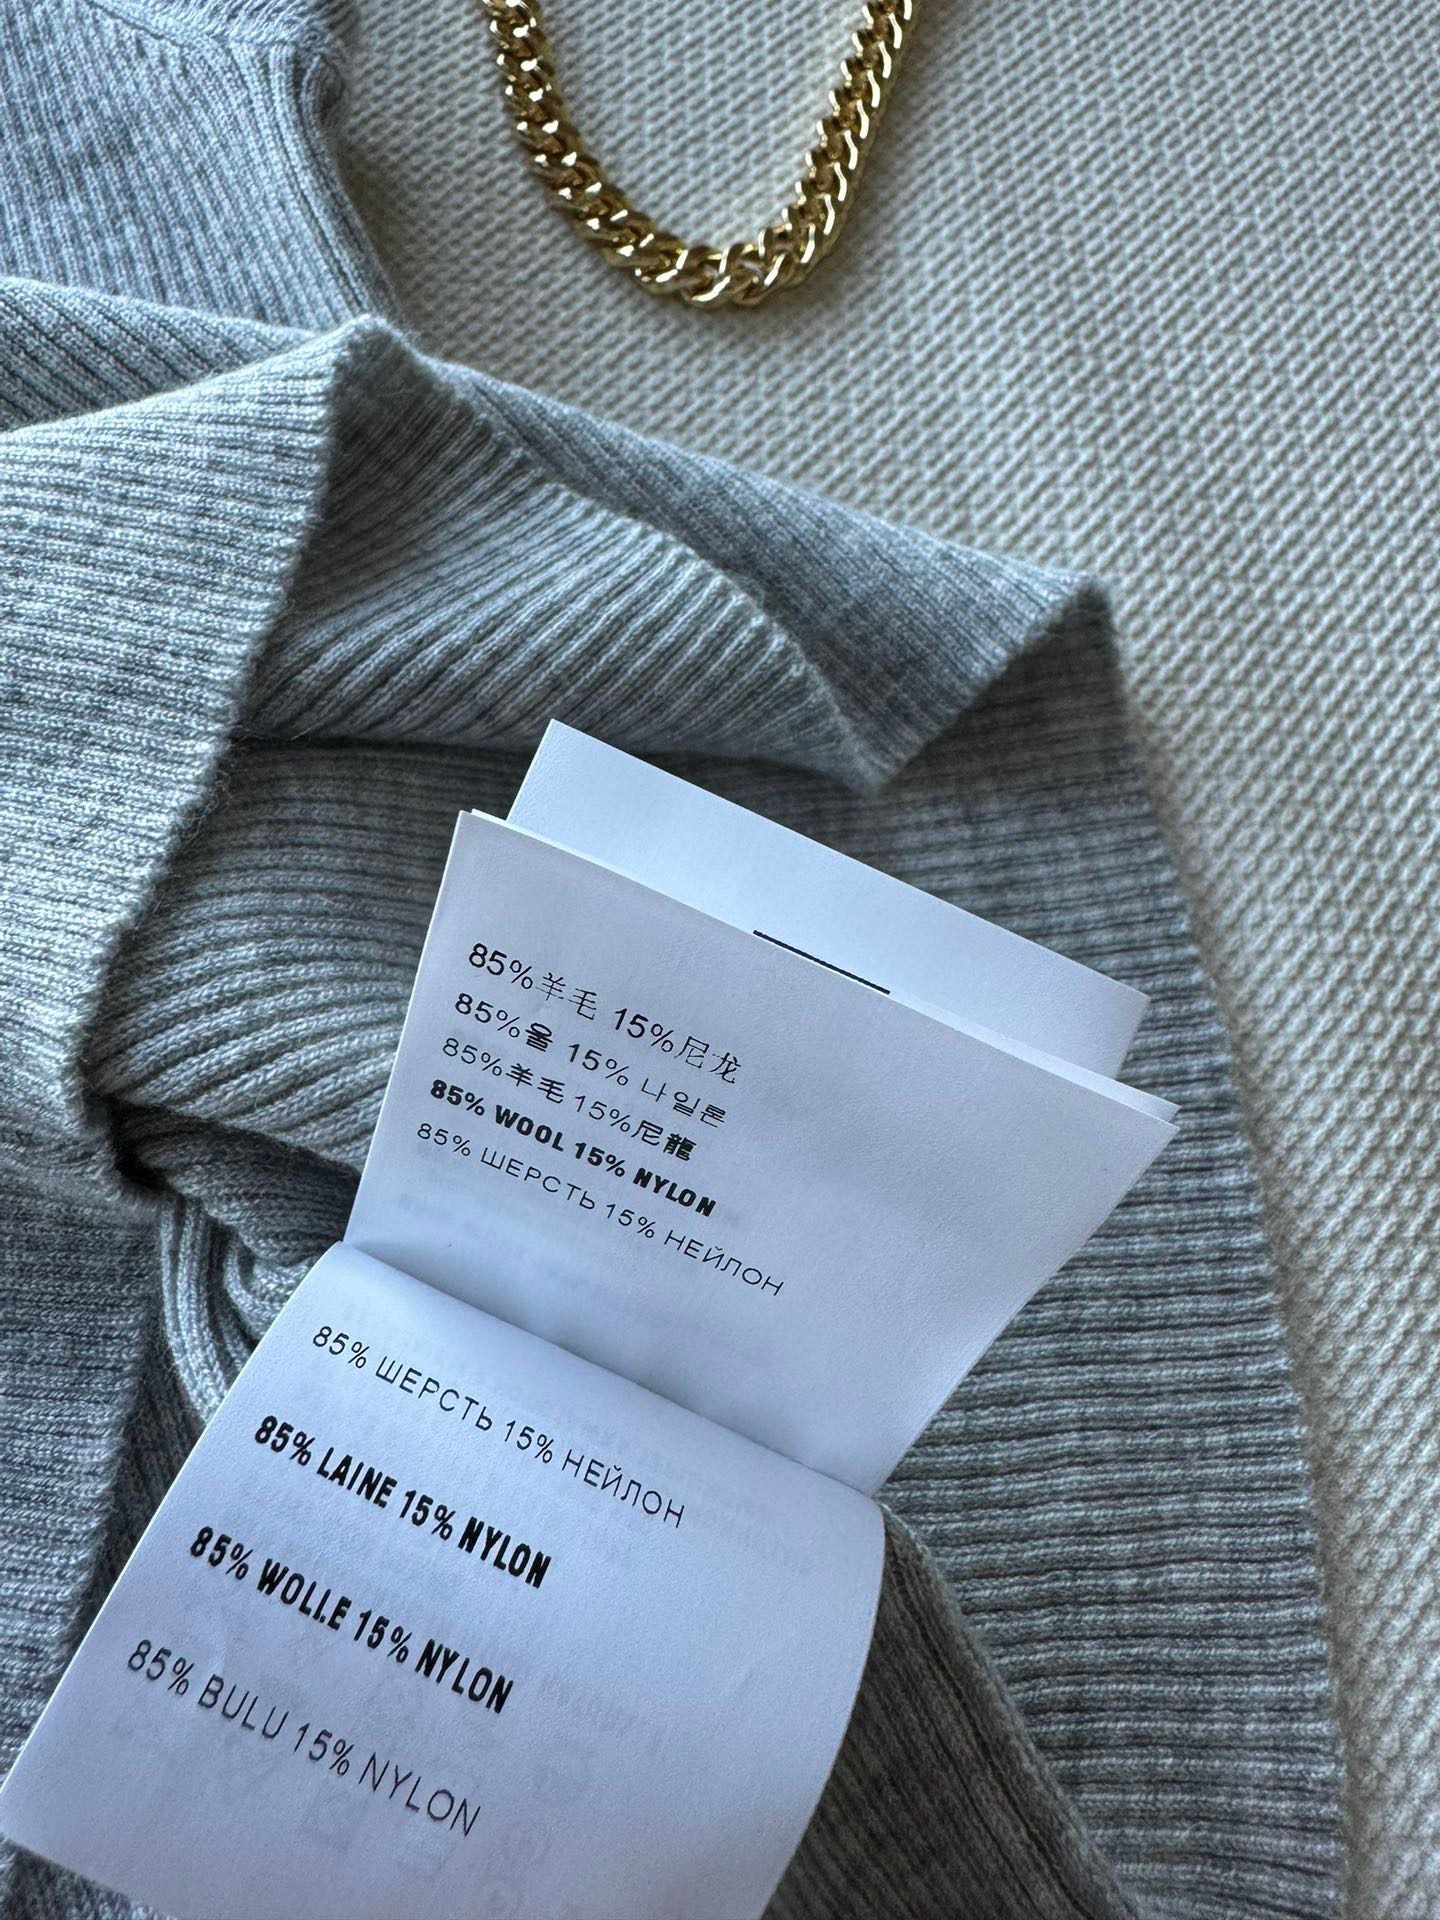 85%羊毛 15%尼龙
85%울 15% 나일론
85%羊毛 15%尼龍
85% WOOL 15% NYLON
85% ШЕРСТЬ 15% НЕЙЛОН
85% ШЕРСТЬ 15% НЕЙЛОН
85% LAINE 15% NYLON
85% WOLLE 15% NYLON
85% BULU 15% NYLON